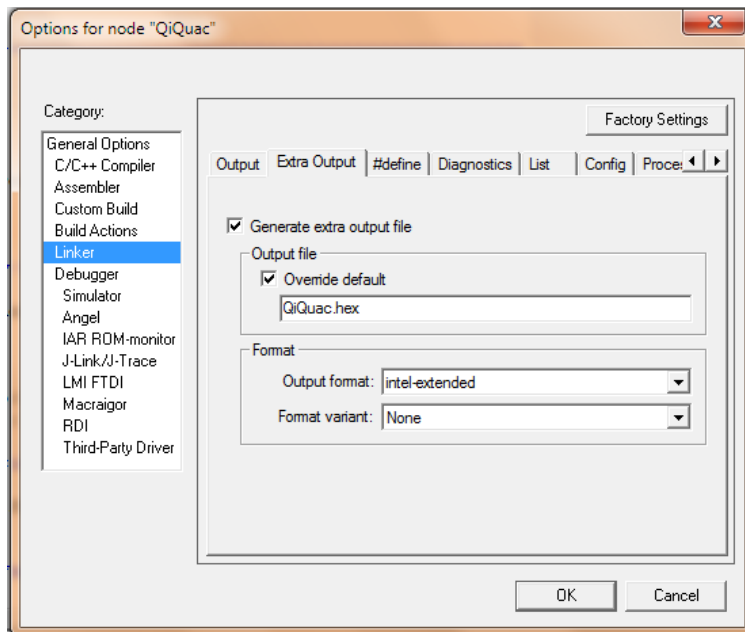 Options for node "QiQuac"
Category:
Factory Settings
General Options
C/C++ Compiler
Assembler
Custom Build
Build Actions
Linker
Debugger
Simulator
Angel
IAR ROM-monitor
J-Link/J-Trace
LMI FTDI
Macraigor
RDI
Third-Party Driver
Output Extra Output #define Diagnostics List Config Proces
Generate extra output file
Output file
Override default
QiQuac.hex
Format
Output format: intel-extended
Format variant: None
OK Cancel